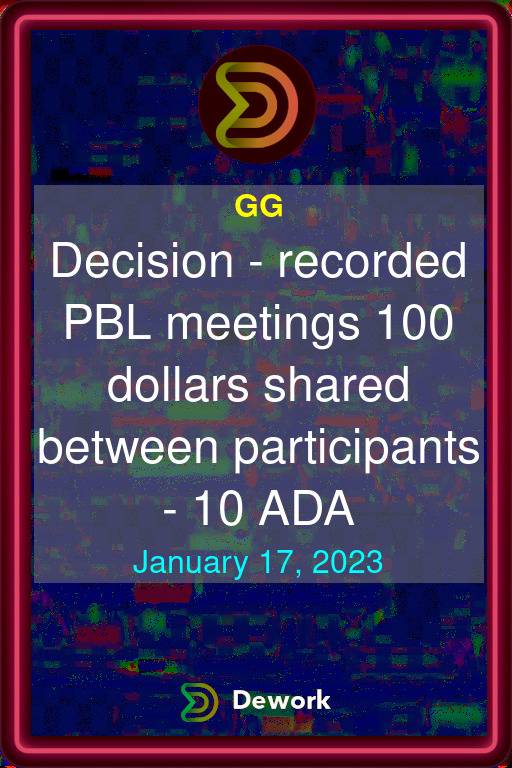 GG
Decision - recorded
PBL meetings 100
dollars shared
between participants
- 10 ADA
January 17, 2023
Dework